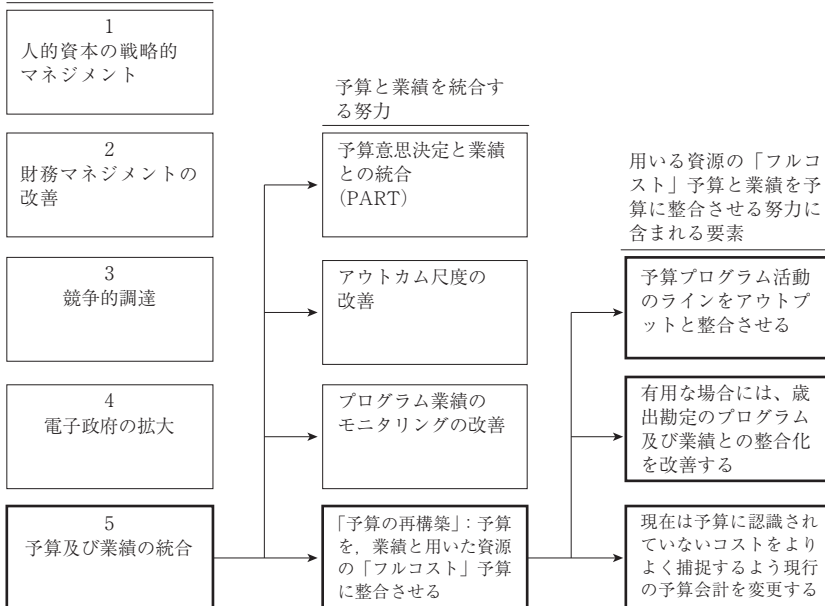 1
人的資本の戦略的
マネジメント
2
財務マネジメントの
改善
3
競争的調達
4
電子政府の拡大
5
予算及び業績の統合
予算と業績を統合す
る努力
予算意思決定と業績
との統合
(PART)
アウトカム尺度の
改善
プログラム業績の
モニタリングの改善
「予算の再構築」：予算
を，業績と用いた資源
の「フルコスト」予算
に整合させる
用いる資源の「フルコ
スト」予算と業績を予
算に整合させる努力に
含まれる要素
予算プログラム活動
のラインをアウトプ
ットと整合させる
有用な場合には、歳
出勘定のプログラム
及び業績との整合化
を改善する
現在は予算に認識され
ていないコストをより
よく捕捉するよう現行
の予算会計を変更する